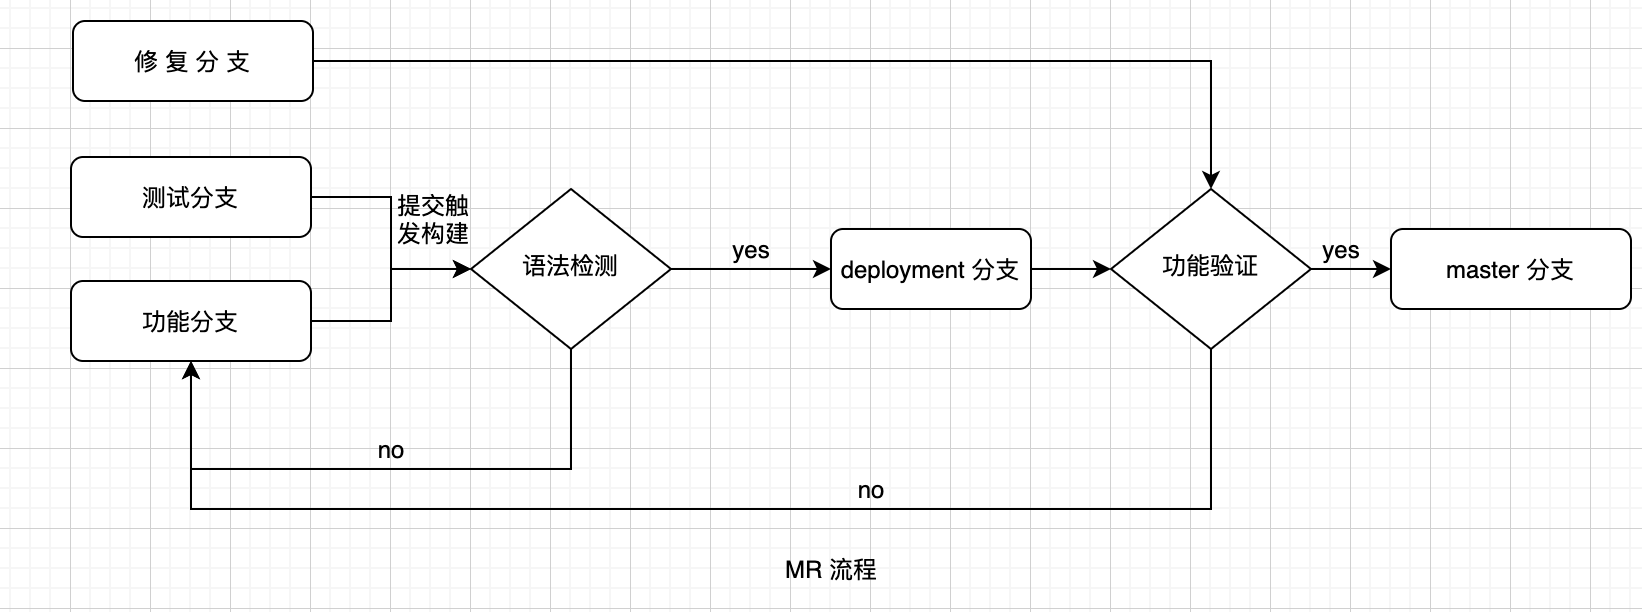 修 复 分 支
测试分支
提交触
发构建
功能分支
语法检测
yes
deployment 分支
功能验证
yes
master 分支
no
no
MR 流程